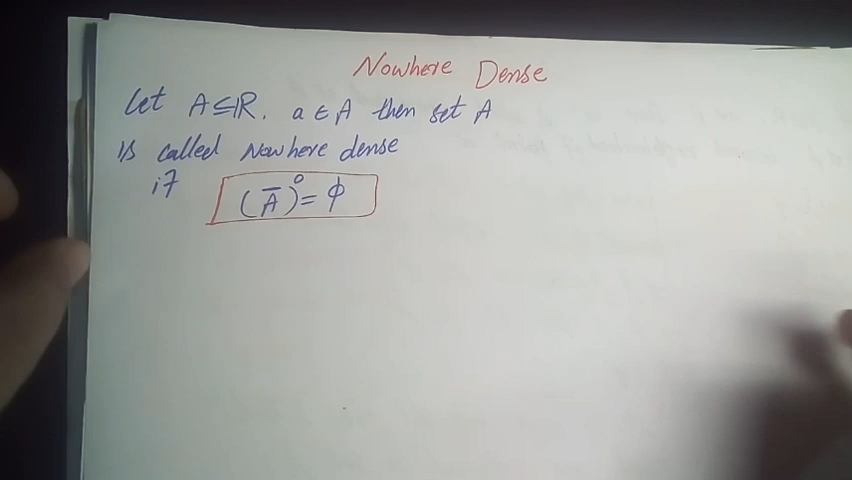 Nowhere Dense
Let A⊆ℝ. a ∈ A then set A
is called Nowhere dense
if (Ā)° = ϕ